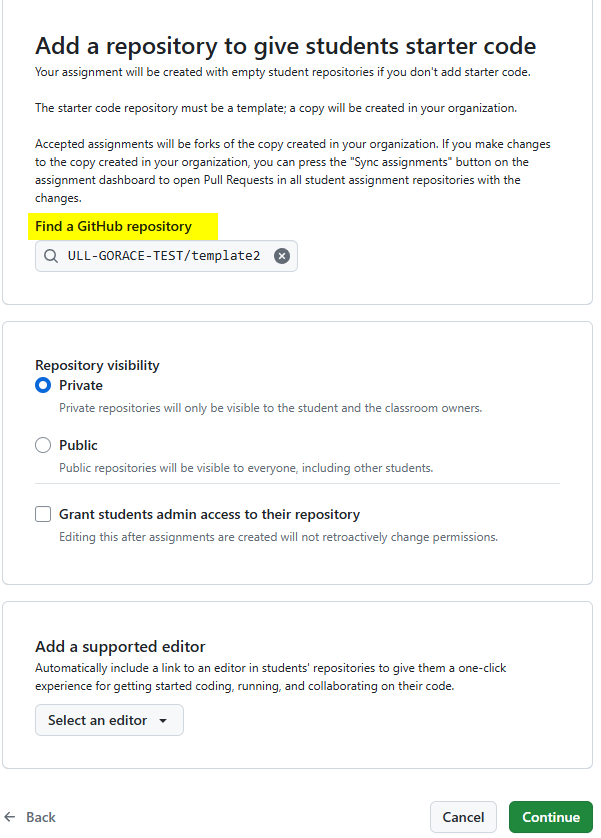 Add a repository to give students starter code
Your assignment will be created with empty student repositories if you don't add starter code.
The starter code repository must be a template; a copy will be created in your organization.
Accepted assignments will be forks of the copy created in your organization. If you make changes
to the copy created in your organization, you can press the "Sync assignments" button on the
assignment dashboard to open Pull Requests in all student assignment repositories with the
changes.
Find a GitHub repository
ULL-GORACE-TEST/template2
Repository visibility
Private
Private repositories will only be visible to the student and the classroom owners.
Public
Public repositories will be visible to everyone, including other students.
Grant students admin access to their repository
Editing this after assignments are created will not retroactively change permissions.
Add a supported editor
Automatically include a link to an editor in students' repositories to give them a one-click
experience for getting started coding, running, and collaborating on their code.
Select an editor
Back
Cancel
Continue